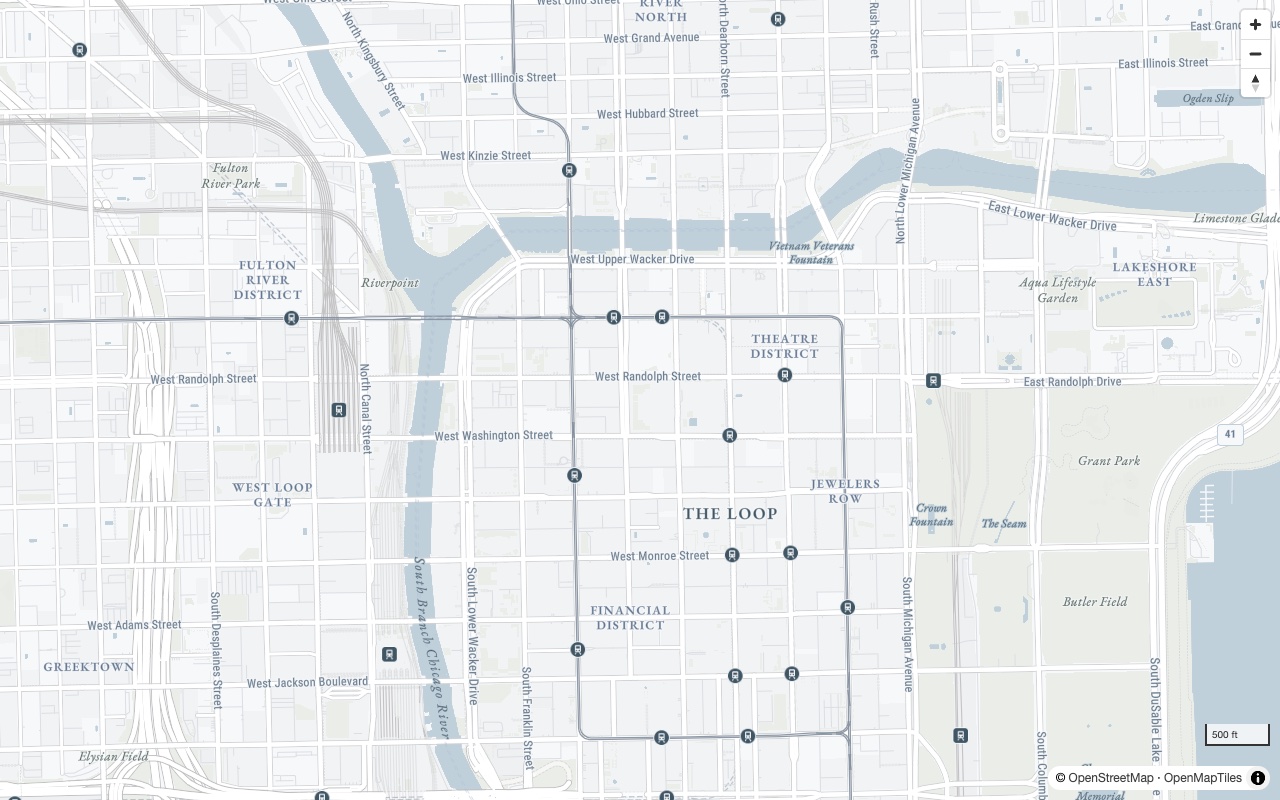 West Ohio Street
RIVER
NORTH
North Dearborn Street
Rush Street
West Grand Avenue
North Kingsbury Street
West Illinois Street
East Illinois Street
Ogden Slip
West Hubbard Street
North Lower Michigan Avenue
West Kinzie Street
Fulton
River Park
East Lower Wacker Drive
Limestone Glade
Vietnam Veterans
Fountain
West Upper Wacker Drive
FULTON
RIVER
DISTRICT
Riverpoint
LAKESHORE
EAST
Aqua Lifestyle
Garden
THEATRE
DISTRICT
West Randolph Street
West Randolph Street
East Randolph Drive
North Canal Street
West Washington Street
41
Grant Park
WEST LOOP
GATE
JEWELERS
ROW
THE LOOP
Crown
Fountain
The Seam
West Monroe Street
South Branch Chicago River
South Lower Wacker Drive
South Michigan Avenue
South Desplaines Street
FINANCIAL
DISTRICT
Butler Field
West Adams Street
GREEKTOWN
West Jackson Boulevard
South Franklin Street
South DuSable Lake
South Columb
Elysian Field
500 ft
© OpenStreetMap · OpenMapTiles
Memorial